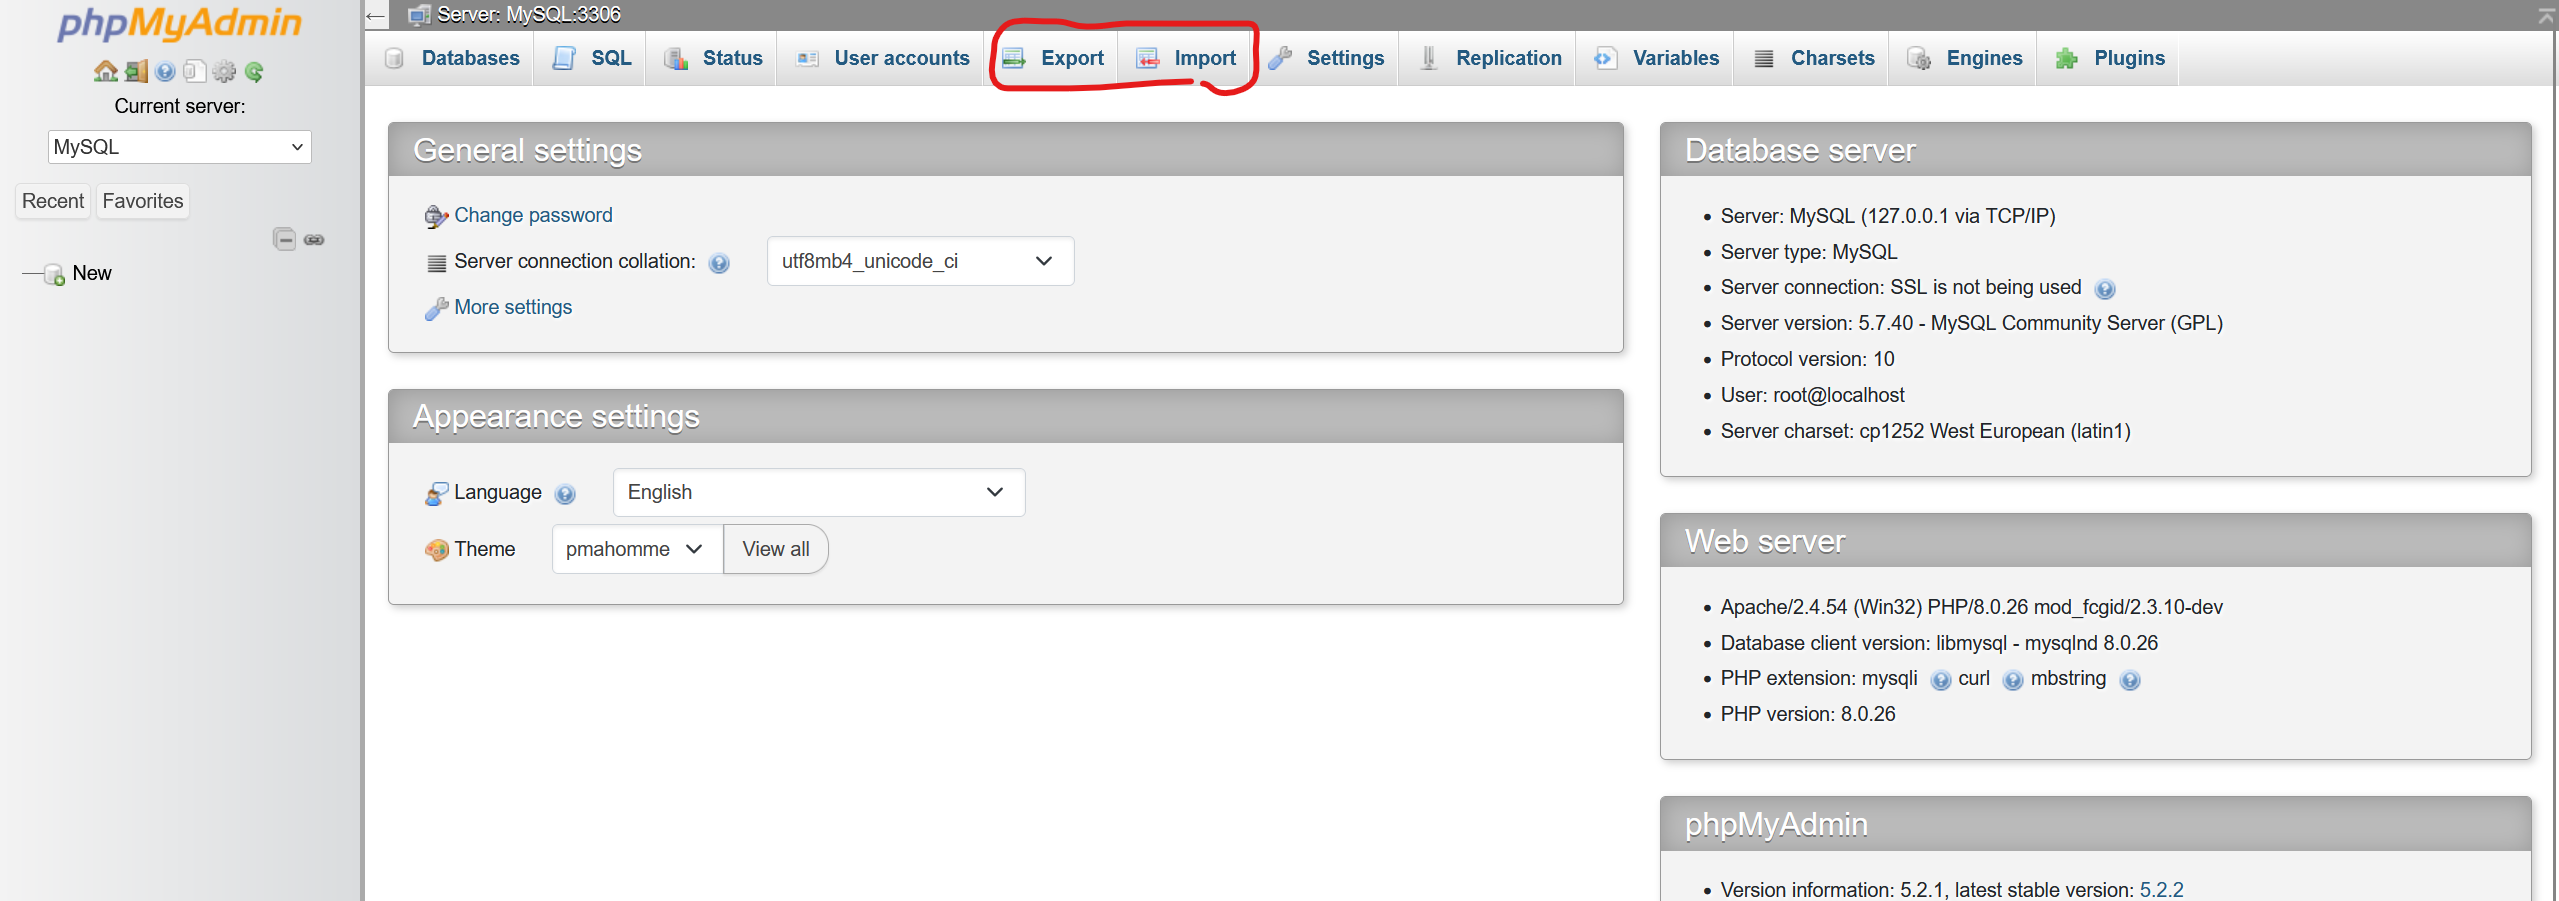 phpMyAdmin
Current server:
MySQL
Recent Favorites
New
Server: MySQL:3306
Databases SQL Status User accounts Export Import Settings Replication Variables Charsets Engines Plugins
General settings
Change password
Server connection collation: utf8mb4_unicode_ci
More settings
Appearance settings
Language English
Theme pmahomme View all
Database server
• Server: MySQL (127.0.0.1 via TCP/IP)
• Server type: MySQL
• Server connection: SSL is not being used
• Server version: 5.7.40 - MySQL Community Server (GPL)
• Protocol version: 10
• User: root@localhost
• Server charset: cp1252 West European (latin1)
Web server
• Apache/2.4.54 (Win32) PHP/8.0.26 mod_fcgid/2.3.10-dev
• Database client version: libmysql - mysqlnd 8.0.26
• PHP extension: mysqli curl mbstring
• PHP version: 8.0.26
phpMyAdmin
• Version information: 5.2.1, latest stable version: 5.2.2